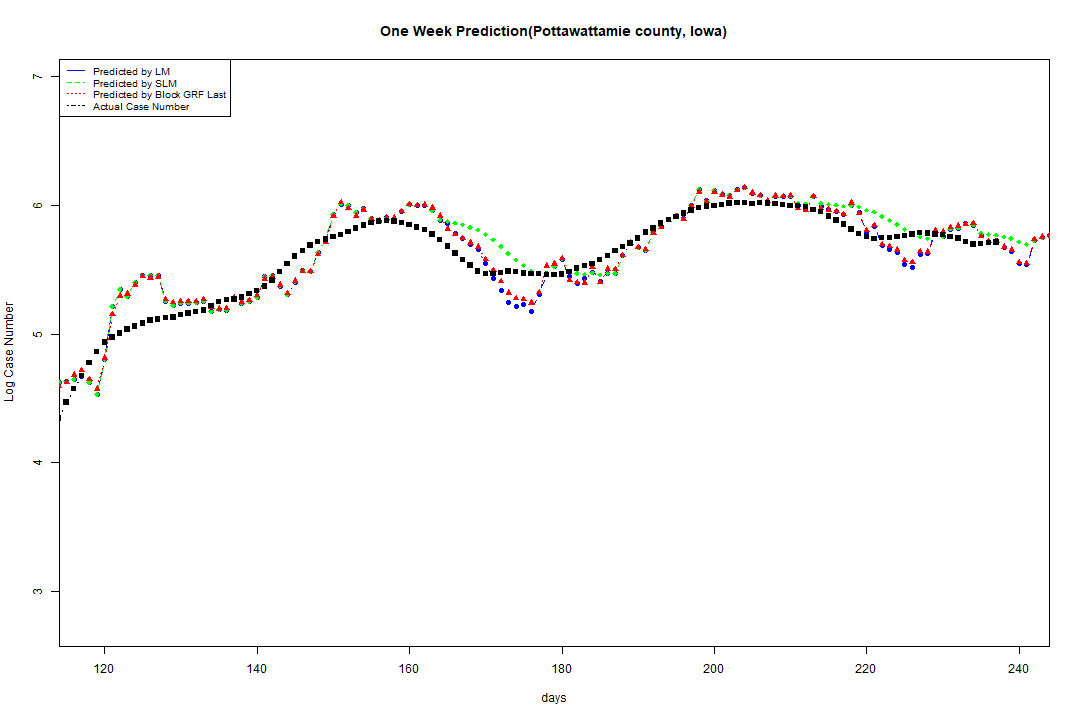 One Week Prediction(Pottawattamie county, Iowa)
Predicted by LM
Predicted by SLM
Predicted by Block GRF Last
Actual Case Number
7
6
5
4
3
Log Case Number
120 140 160 180 200 220 240
days